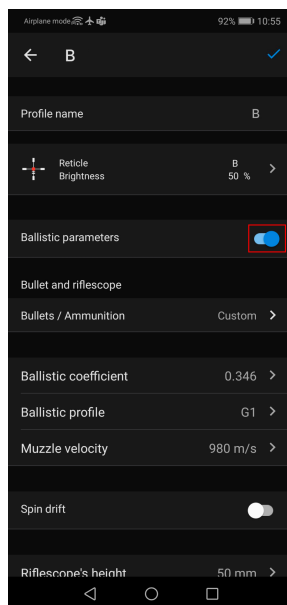 Airplane mode 92% 10:55
B
Profile name B
Reticle B
Brightness 50 %
Ballistic parameters
Bullet and riflescope
Bullets / Ammunition Custom
Ballistic coefficient 0.346
Ballistic profile G1
Muzzle velocity 980 m/s
Spin drift
Riflescope's height 50 mm